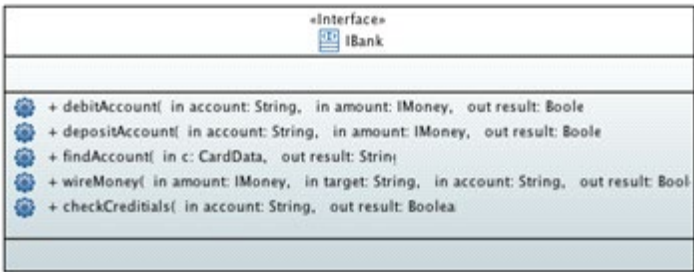 «Interface»
IBank
+ debitAccount( in account: String, in amount: IMoney, out result: Boole
+ depositAccount( in account: String, in amount: IMoney, out result: Boole
+ findAccount( in c: CardData, out result: Strin
+ wireMoney( in amount: IMoney, in target: String, in account: String, out result: Bool
+ checkCreditials( in account: String, out result: Boolea